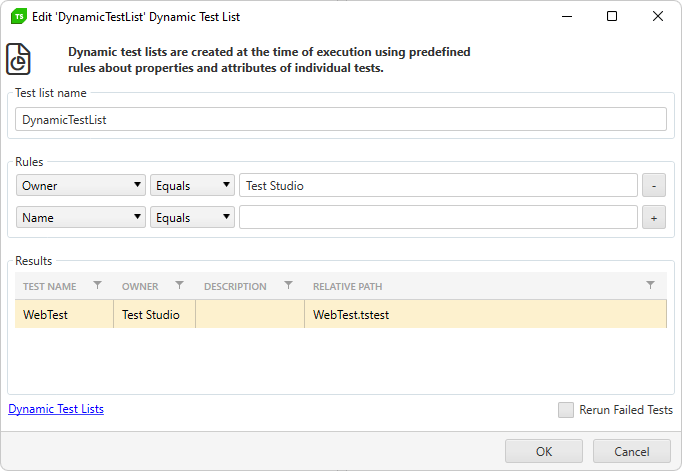 TS Edit 'DynamicTestList' Dynamic Test List
Dynamic test lists are created at the time of execution using predefined
rules about properties and attributes of individual tests.
Test list name
DynamicTestList
Rules
Owner Equals Test Studio -
Name Equals +
Results
TEST NAME OWNER DESCRIPTION RELATIVE PATH
WebTest Test Studio WebTest.tstest
Dynamic Test Lists Rerun Failed Tests
OK Cancel